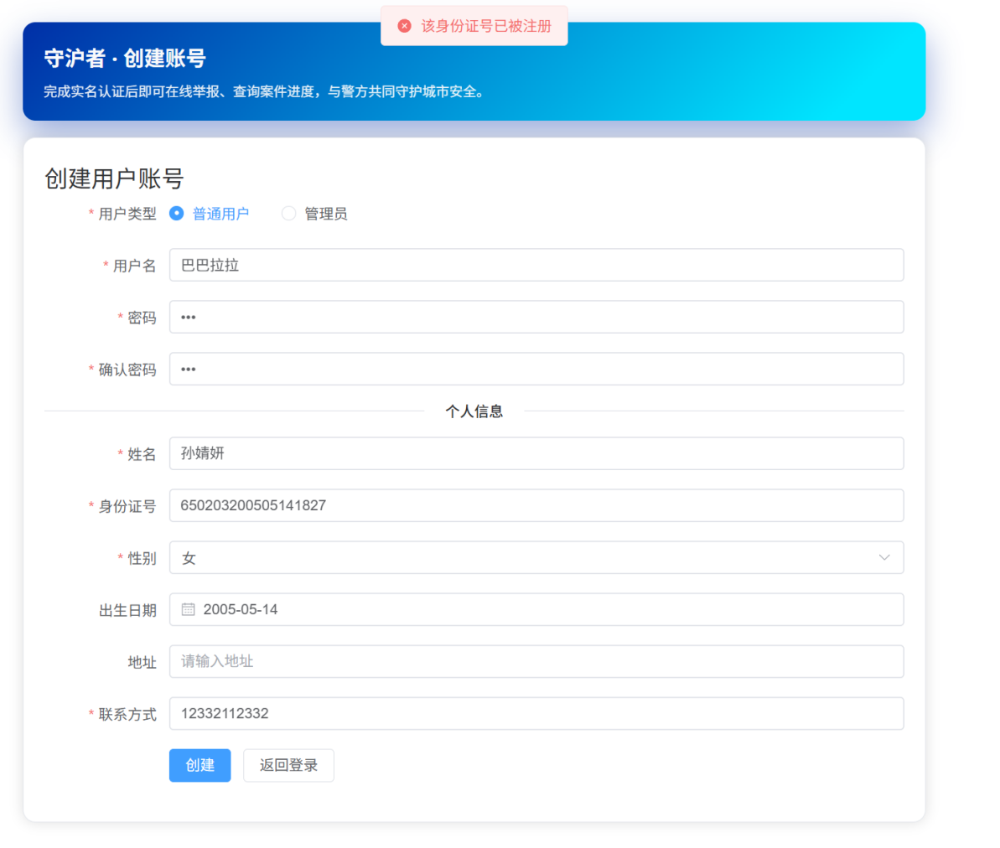 该身份证号已被注册
守沪者 · 创建账号
完成实名认证后即可在线举报、查询案件进度，与警方共同守护城市安全。
创建用户账号
* 用户类型 普通用户 管理员
* 用户名 巴巴拉拉
* 密码 •••
* 确认密码 •••
个人信息
* 姓名 孙婧妍
* 身份证号 650203200505141827
* 性别 女
出生日期 2005-05-14
地址 请输入地址
* 联系方式 12332112332
创建 返回登录